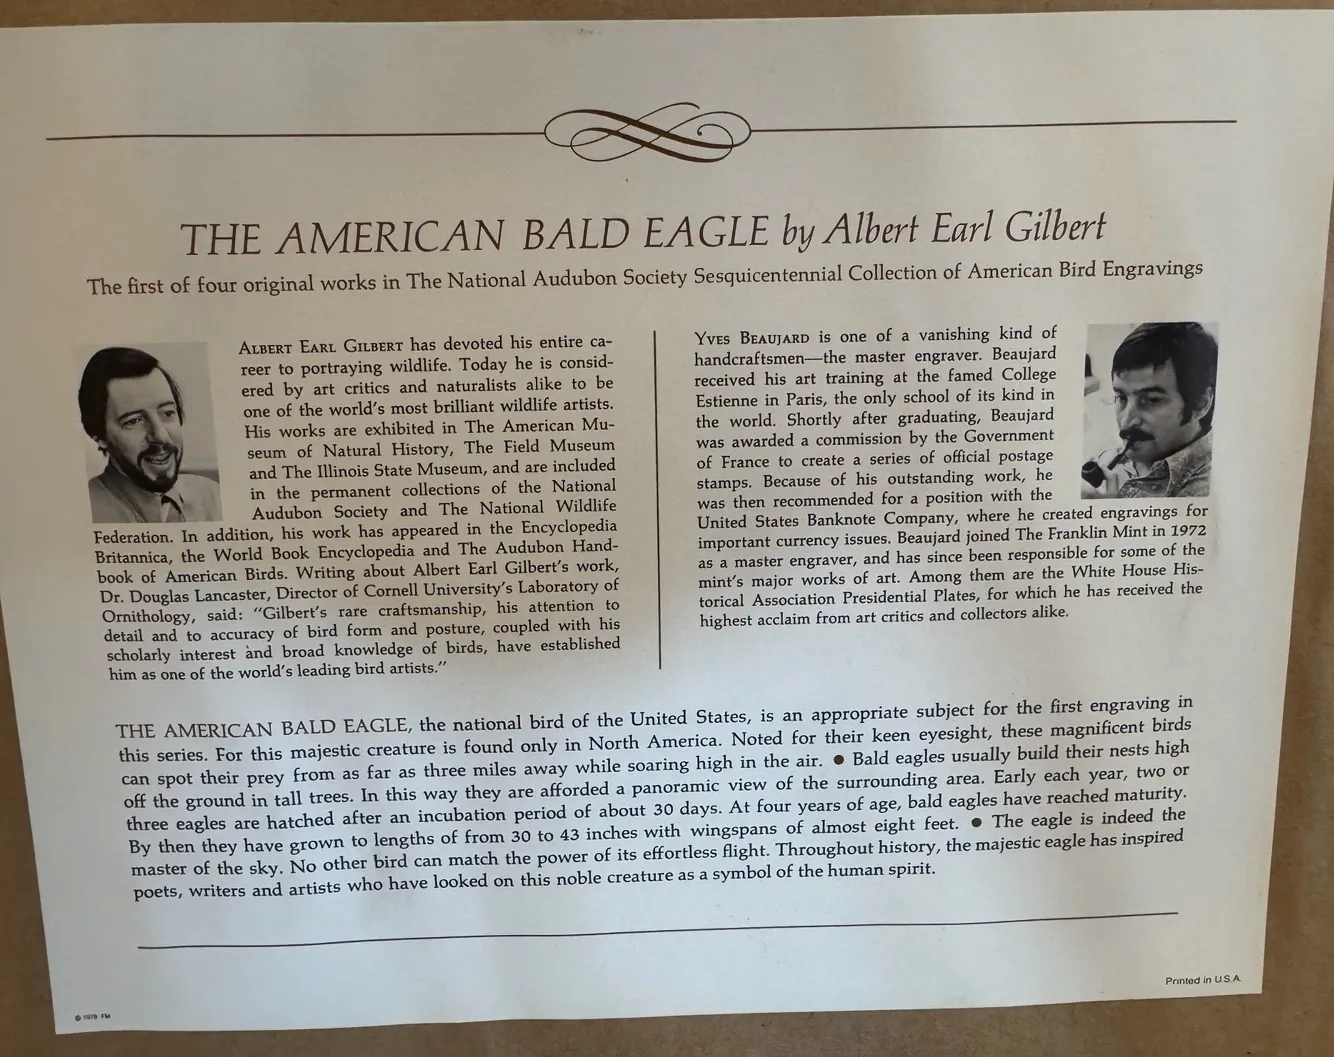 THE AMERICAN BALD EAGLE by Albert Earl Gilbert
The first of four original works in The National Audubon Society Sesquicentennial Collection of American Bird Engravings
ALBERT EARL GILBERT has devoted his entire ca-
reer to portraying wildlife. Today he is consid-
ered by art critics and naturalists alike to be
one of the world's most brilliant wildlife artists.
His works are exhibited in The American Mu-
seum of Natural History, The Field Museum
and The Illinois State Museum, and are included
in the permanent collections of the National
Audubon Society and The National Wildlife
Federation. In addition, his work has appeared in the Encyclopedia
Britannica, the World Book Encyclopedia and The Audubon Hand-
book of American Birds. Writing about Albert Earl Gilbert's work,
Dr. Douglas Lancaster, Director of Cornell University's Laboratory of
Ornithology, said: "Gilbert's rare craftsmanship, his attention to
detail and to accuracy of bird form and posture, coupled with his
scholarly interest and broad knowledge of birds, have established
him as one of the world's leading bird artists."
YVES BEAUJARD is one of a vanishing kind of
handcraftsmen—the master engraver. Beaujard
received his art training at the famed College
Estienne in Paris, the only school of its kind in
the world. Shortly after graduating, Beaujard
was awarded a commission by the Government
of France to create a series of official postage
stamps. Because of his outstanding work, he
was then recommended for a position with the
United States Banknote Company, where he created engravings for
important currency issues. Beaujard joined The Franklin Mint in 1972
as a master engraver, and has since been responsible for some of the
mint's major works of art. Among them are the White House His-
torical Association Presidential Plates, for which he has received the
highest acclaim from art critics and collectors alike.
THE AMERICAN BALD EAGLE, the national bird of the United States, is an appropriate subject for the first engraving in
this series. For this majestic creature is found only in North America. Noted for their keen eyesight, these magnificent birds
can spot their prey from as far as three miles away while soaring high in the air. ● Bald eagles usually build their nests high
off the ground in tall trees. In this way they are afforded a panoramic view of the surrounding area. Early each year, two or
three eagles are hatched after an incubation period of about 30 days. At four years of age, bald eagles have reached maturity.
By then they have grown to lengths of from 30 to 43 inches with wingspans of almost eight feet. ● The eagle is indeed the
master of the sky. No other bird can match the power of its effortless flight. Throughout history, the majestic eagle has inspired
poets, writers and artists who have looked on this noble creature as a symbol of the human spirit.
Printed in U.S.A.
© 1975 FM